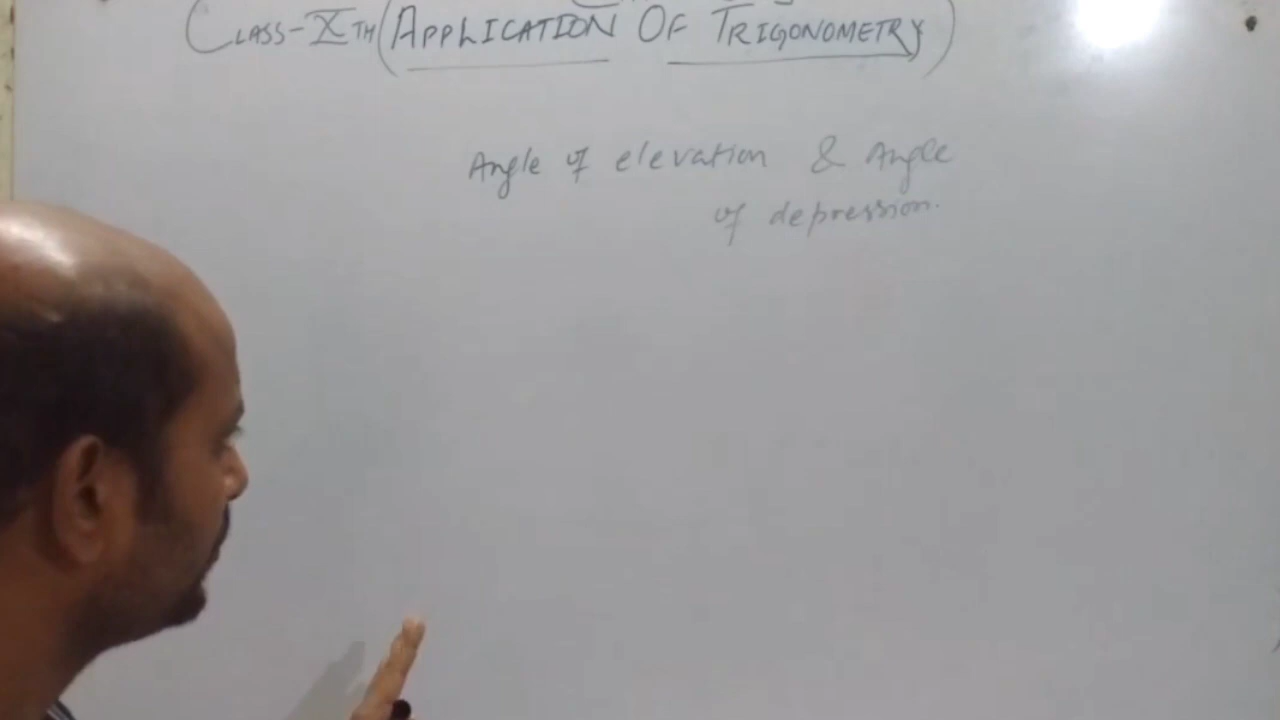 CLASS-XTH (APPLICATION OF TRIGONOMETRY)
Angle of elevation & Angle
of depression.